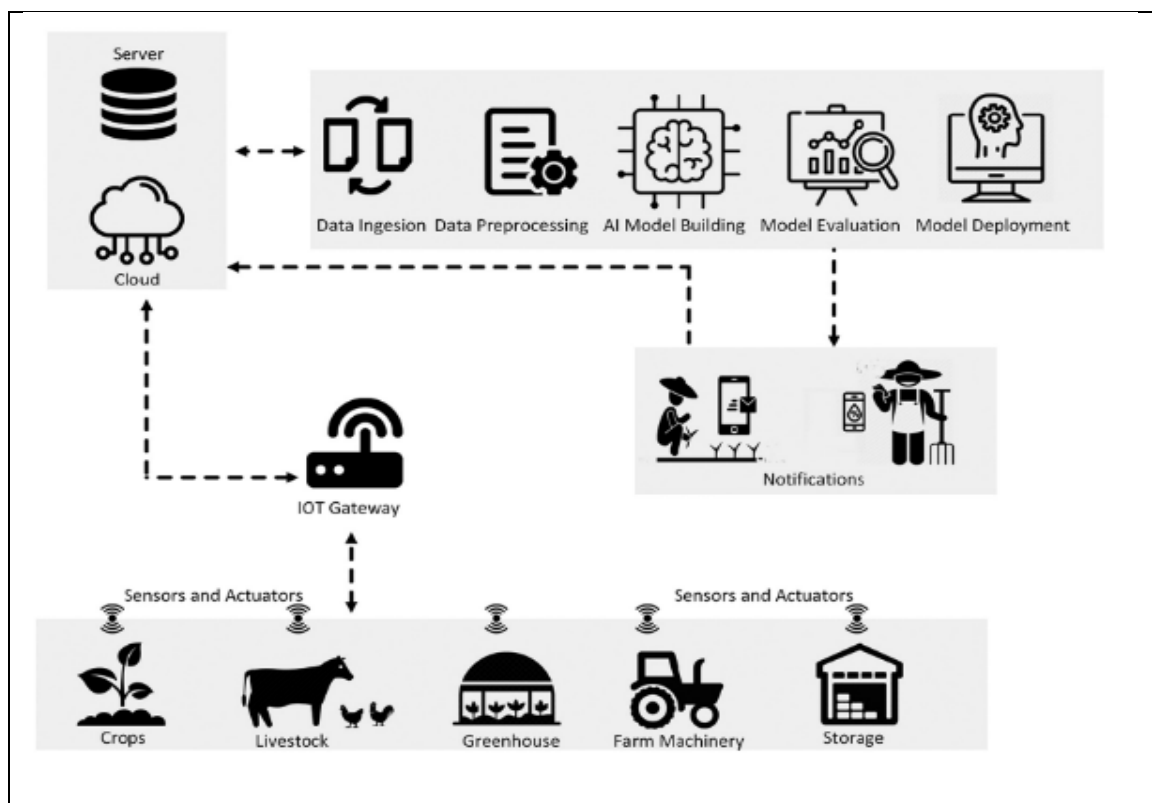 Server
Cloud
Data Ingesion
Data Preprocessing
AI Model Building
Model Evaluation
Model Deployment
Notifications
IOT Gateway
Sensors and Actuators
Sensors and Actuators
Crops
Livestock
Greenhouse
Farm Machinery
Storage